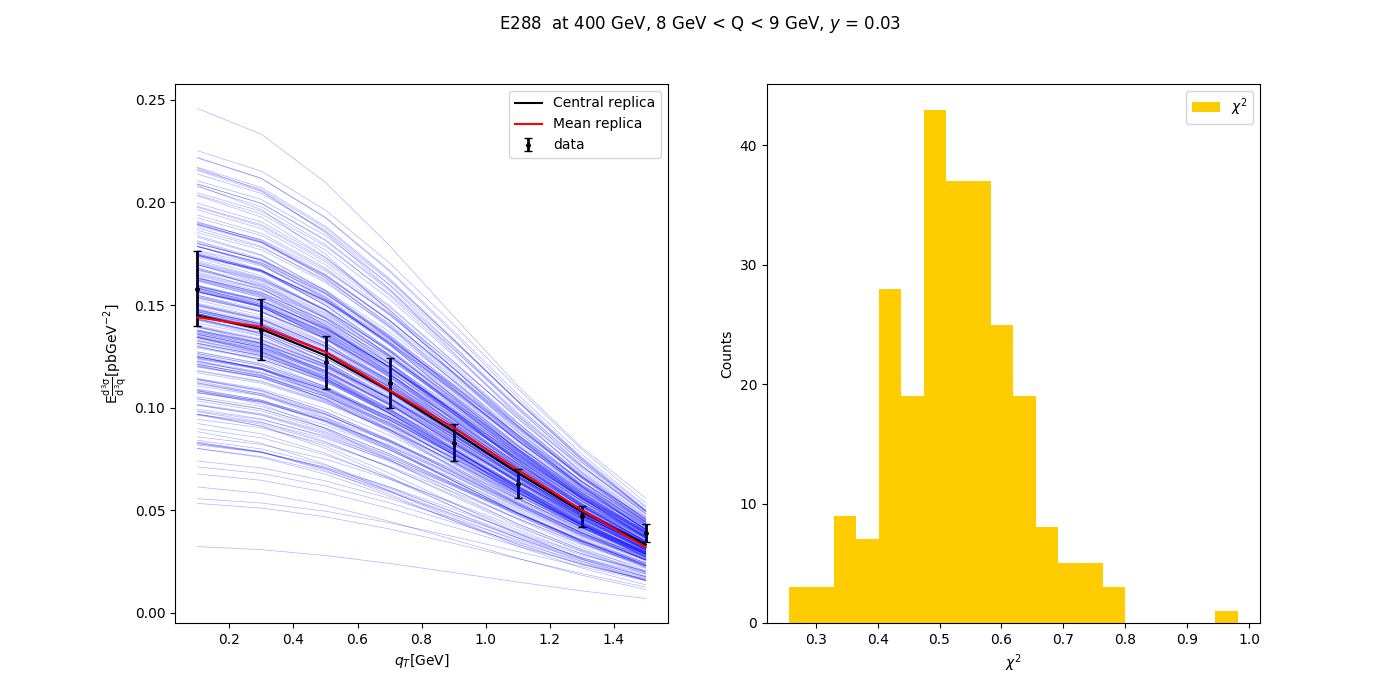 E288 at 400 GeV, 8 GeV < Q < 9 GeV, y = 0.03
Central replica
Mean replica
data
0.25
0.20
0.15
0.10
0.05
0.00
E d³σ/d³q [pbGeV⁻²]
0.2 0.4 0.6 0.8 1.0 1.2 1.4
q_T[GeV]
χ²
40
30
20
10
0
Counts
0.3 0.4 0.5 0.6 0.7 0.8 0.9 1.0
χ²